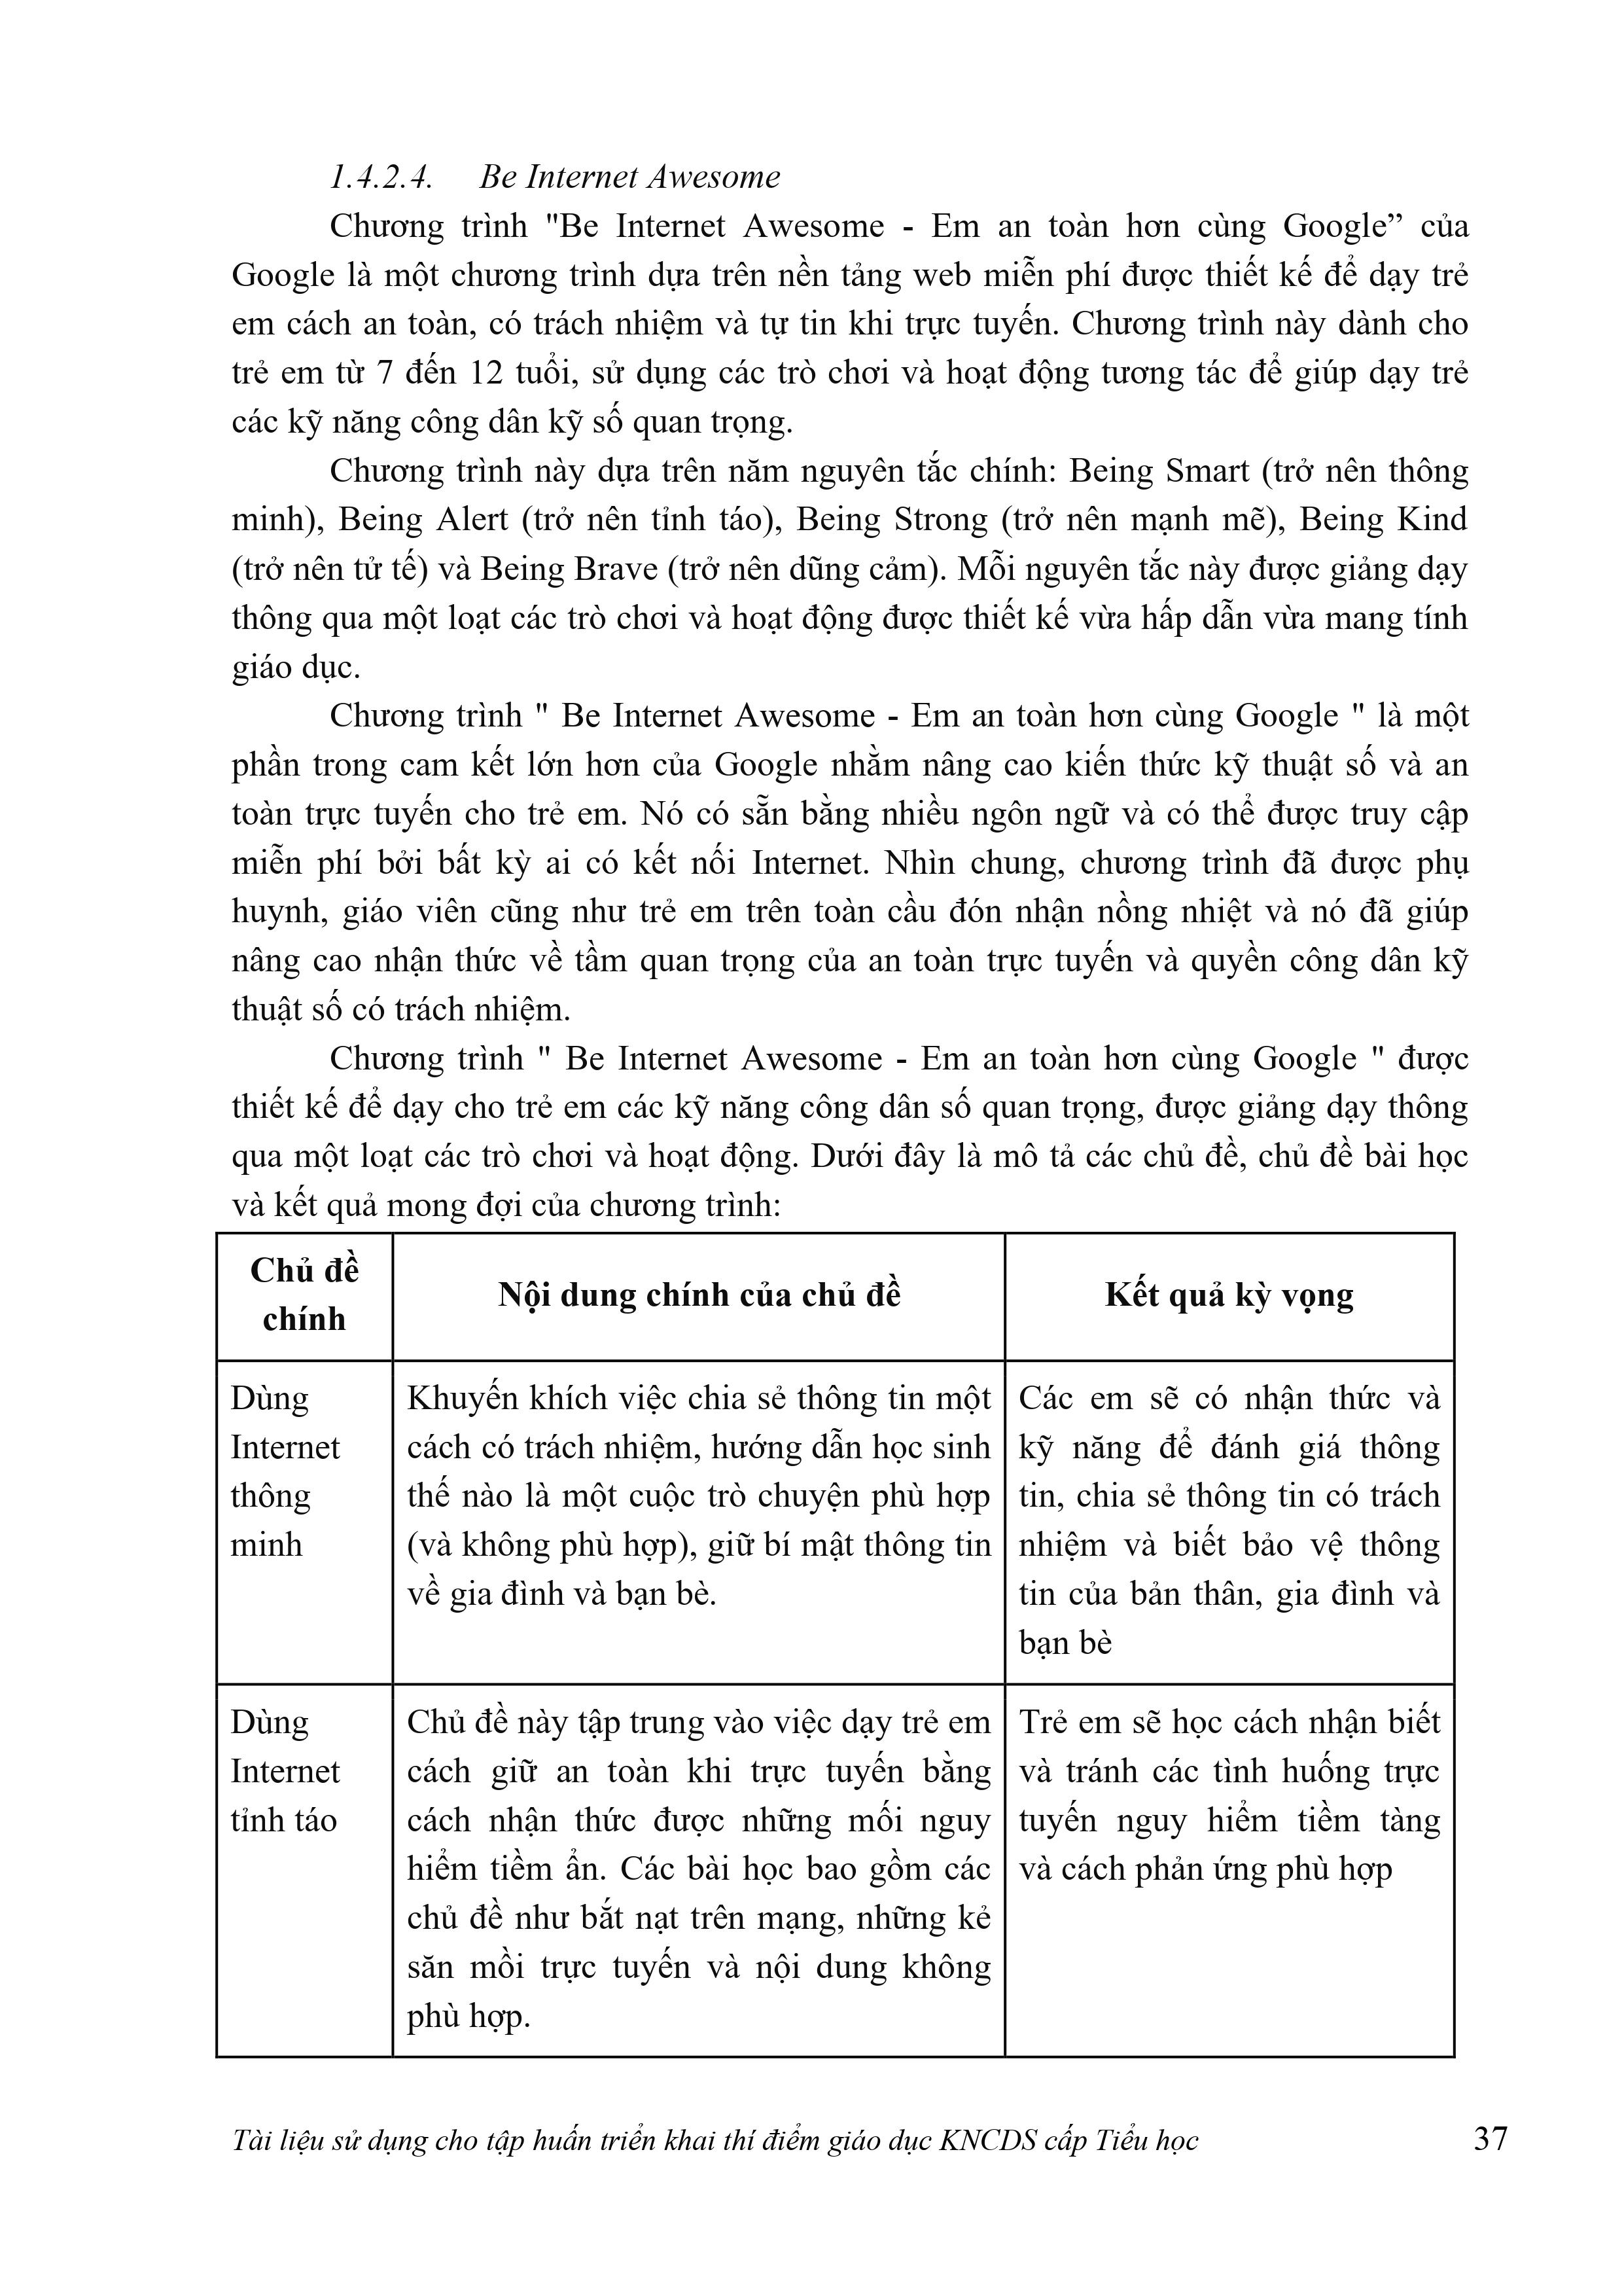 1.4.2.4. Be Internet Awesome
Chương trình "Be Internet Awesome - Em an toàn hơn cùng Google” của
Google là một chương trình dựa trên nền tảng web miễn phí được thiết kế để dạy trẻ
em cách an toàn, có trách nhiệm và tự tin khi trực tuyến. Chương trình này dành cho
trẻ em từ 7 đến 12 tuổi, sử dụng các trò chơi và hoạt động tương tác để giúp dạy trẻ
các kỹ năng công dân kỹ số quan trọng.
Chương trình này dựa trên năm nguyên tắc chính: Being Smart (trở nên thông
minh), Being Alert (trở nên tỉnh táo), Being Strong (trở nên mạnh mẽ), Being Kind
(trở nên tử tế) và Being Brave (trở nên dũng cảm). Mỗi nguyên tắc này được giảng dạy
thông qua một loạt các trò chơi và hoạt động được thiết kế vừa hấp dẫn vừa mang tính
giáo dục.
Chương trình " Be Internet Awesome - Em an toàn hơn cùng Google " là một
phần trong cam kết lớn hơn của Google nhằm nâng cao kiến thức kỹ thuật số và an
toàn trực tuyến cho trẻ em. Nó có sẵn bằng nhiều ngôn ngữ và có thể được truy cập
miễn phí bởi bất kỳ ai có kết nối Internet. Nhìn chung, chương trình đã được phụ
huynh, giáo viên cũng như trẻ em trên toàn cầu đón nhận nồng nhiệt và nó đã giúp
nâng cao nhận thức về tầm quan trọng của an toàn trực tuyến và quyền công dân kỹ
thuật số có trách nhiệm.
Chương trình " Be Internet Awesome - Em an toàn hơn cùng Google " được
thiết kế để dạy cho trẻ em các kỹ năng công dân số quan trọng, được giảng dạy thông
qua một loạt các trò chơi và hoạt động. Dưới đây là mô tả các chủ đề, chủ đề bài học
và kết quả mong đợi của chương trình:
Chủ đề
chính
Nội dung chính của chủ đề
Kết quả kỳ vọng
Dùng
Internet
thông
minh
Khuyến khích việc chia sẻ thông tin một
cách có trách nhiệm, hướng dẫn học sinh
thế nào là một cuộc trò chuyện phù hợp
(và không phù hợp), giữ bí mật thông tin
về gia đình và bạn bè.
Các em sẽ có nhận thức và
kỹ năng để đánh giá thông
tin, chia sẻ thông tin có trách
nhiệm và biết bảo vệ thông
tin của bản thân, gia đình và
bạn bè
Dùng
Internet
tỉnh táo
Chủ đề này tập trung vào việc dạy trẻ em
cách giữ an toàn khi trực tuyến bằng
cách nhận thức được những mối nguy
hiểm tiềm ẩn. Các bài học bao gồm các
chủ đề như bắt nạt trên mạng, những kẻ
săn mồi trực tuyến và nội dung không
phù hợp.
Trẻ em sẽ học cách nhận biết
và tránh các tình huống trực
tuyến nguy hiểm tiềm tàng
và cách phản ứng phù hợp
Tài liệu sử dụng cho tập huấn triển khai thí điểm giáo dục KNCDS cấp Tiểu học
37